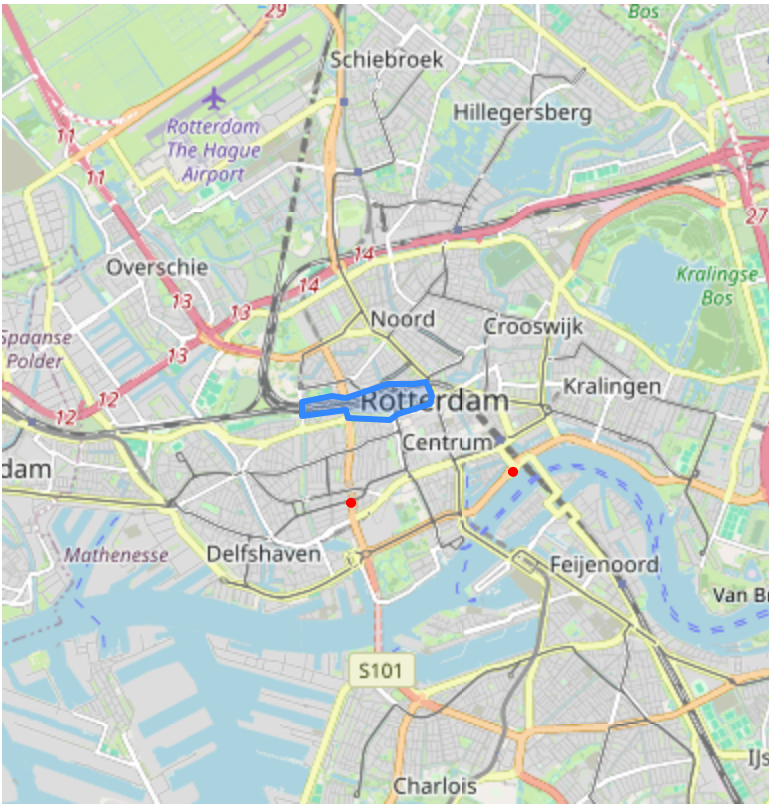 29
Bos
Schiebroek
Hillegersberg
11
Rotterdam
The Hague
Airport
11
27
Overschie
14
14
Kralingse
Bos
13
13
Noord
Crooswijk
Spaanse
Polder
13
Kralingen
12
12
Rotterdam
Centrum
dam
Mathenesse
Delfshaven
Feijenoord
Van Br
S101
IJs
Charlois